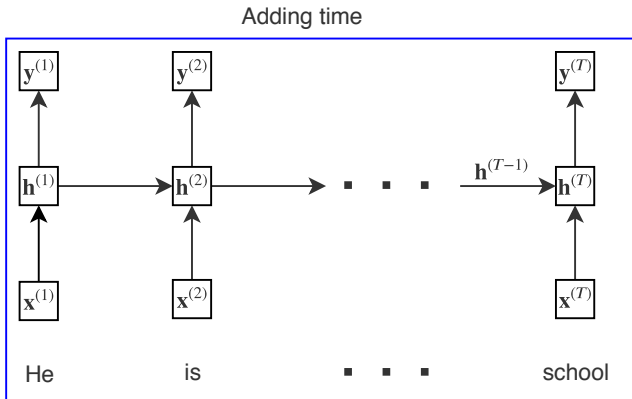 Adding time
y^(1) y^(2) y^(T)
h^(T−1)
h^(1) h^(2) . . . h^(T)
x^(1) x^(2) x^(T)
He is . . . school